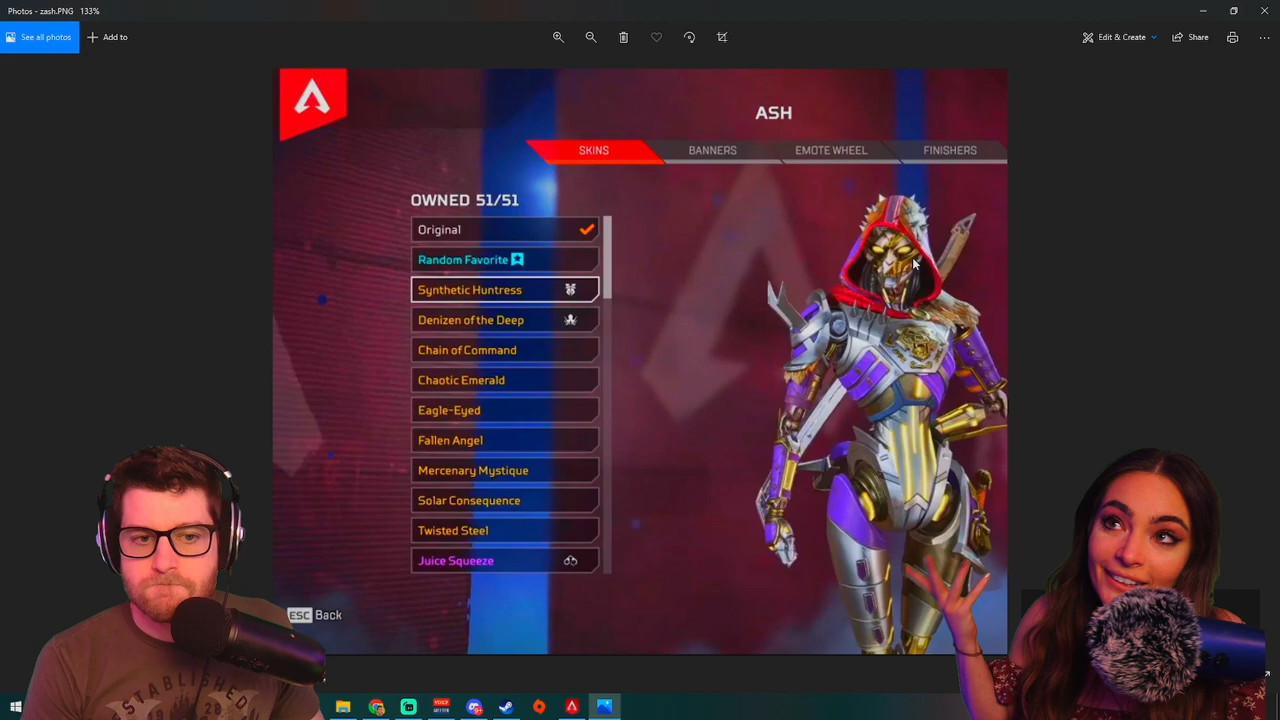 Photos - zash.PNG 133%
See all photos
Add to
Edit & Create
Share
ASH
SKINS
BANNERS
EMOTE WHEEL
FINISHERS
OWNED 51/51
Original
Random Favorite
Synthetic Huntress
Denizen of the Deep
Chain of Command
Chaotic Emerald
Eagle-Eyed
Fallen Angel
Mercenary Mystique
Solar Consequence
Twisted Steel
Juice Squeeze
ESC Back
ESTABLISHED